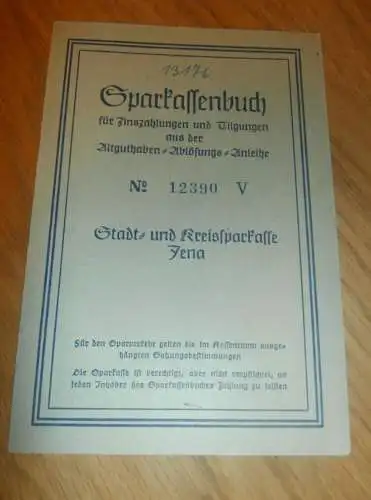 13176
Sparkassenbuch
für Zinszahlungen und Tilgungen
aus der
Altguthaben-Ablösungs-Anleihe
№ 12390 V
Stadt- und Kreissparkasse
Jena
Für den Sparverkehr gelten die im Kassenraum ausge-
hängten Satzungsbestimmungen
Die Sparkasse ist berechtigt, aber nicht verpflichtet, an
jeden Inhaber des Sparkassenbuches Zahlung zu leisten